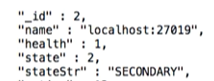 "_id" : 2,
"name" : "localhost:27019",
"health" : 1,
"state" : 2,
"stateStr" : "SECONDARY",